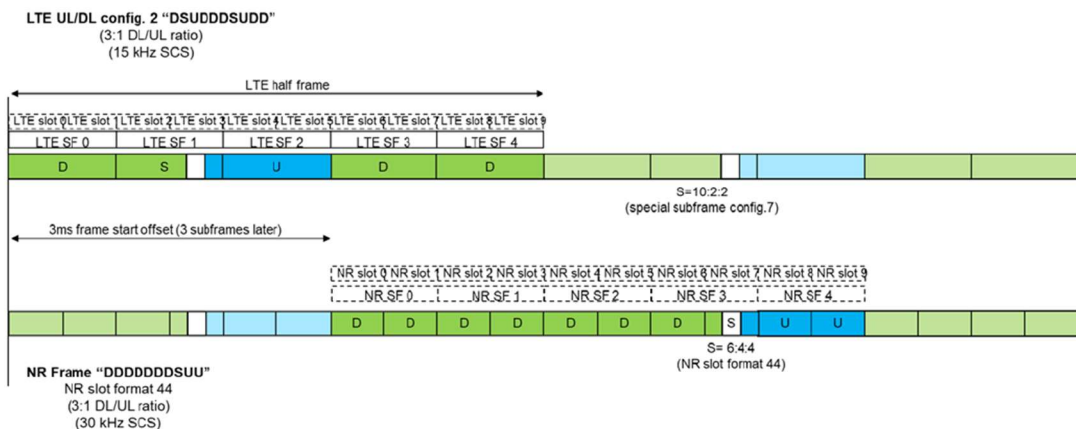 LTE UL/DL config. 2 “DSUDDDSUDD”
(3:1 DL/UL ratio)
(15 kHz SCS)
LTE half frame
LTE slot 0 LTE slot 1 LTE slot 2 LTE slot 3 LTE slot 4 LTE slot 5 LTE slot 6 LTE slot 7 LTE slot 8 LTE slot 9
LTE SF 0 LTE SF 1 LTE SF 2 LTE SF 3 LTE SF 4
D S U D D
S=10:2:2
(special subframe config.7)
3ms frame start offset (3 subframes later)
NR slot 0 NR slot 1 NR slot 2 NR slot 3 NR slot 4 NR slot 5 NR slot 6 NR slot 7 NR slot 8 NR slot 9
NR SF 0 NR SF 1 NR SF 2 NR SF 3 NR SF 4
D D D D D D D S U U
S= 6:4:4
(NR slot format 44)
NR Frame “DDDDDDDSUU”
NR slot format 44
(3:1 DL/UL ratio)
(30 kHz SCS)